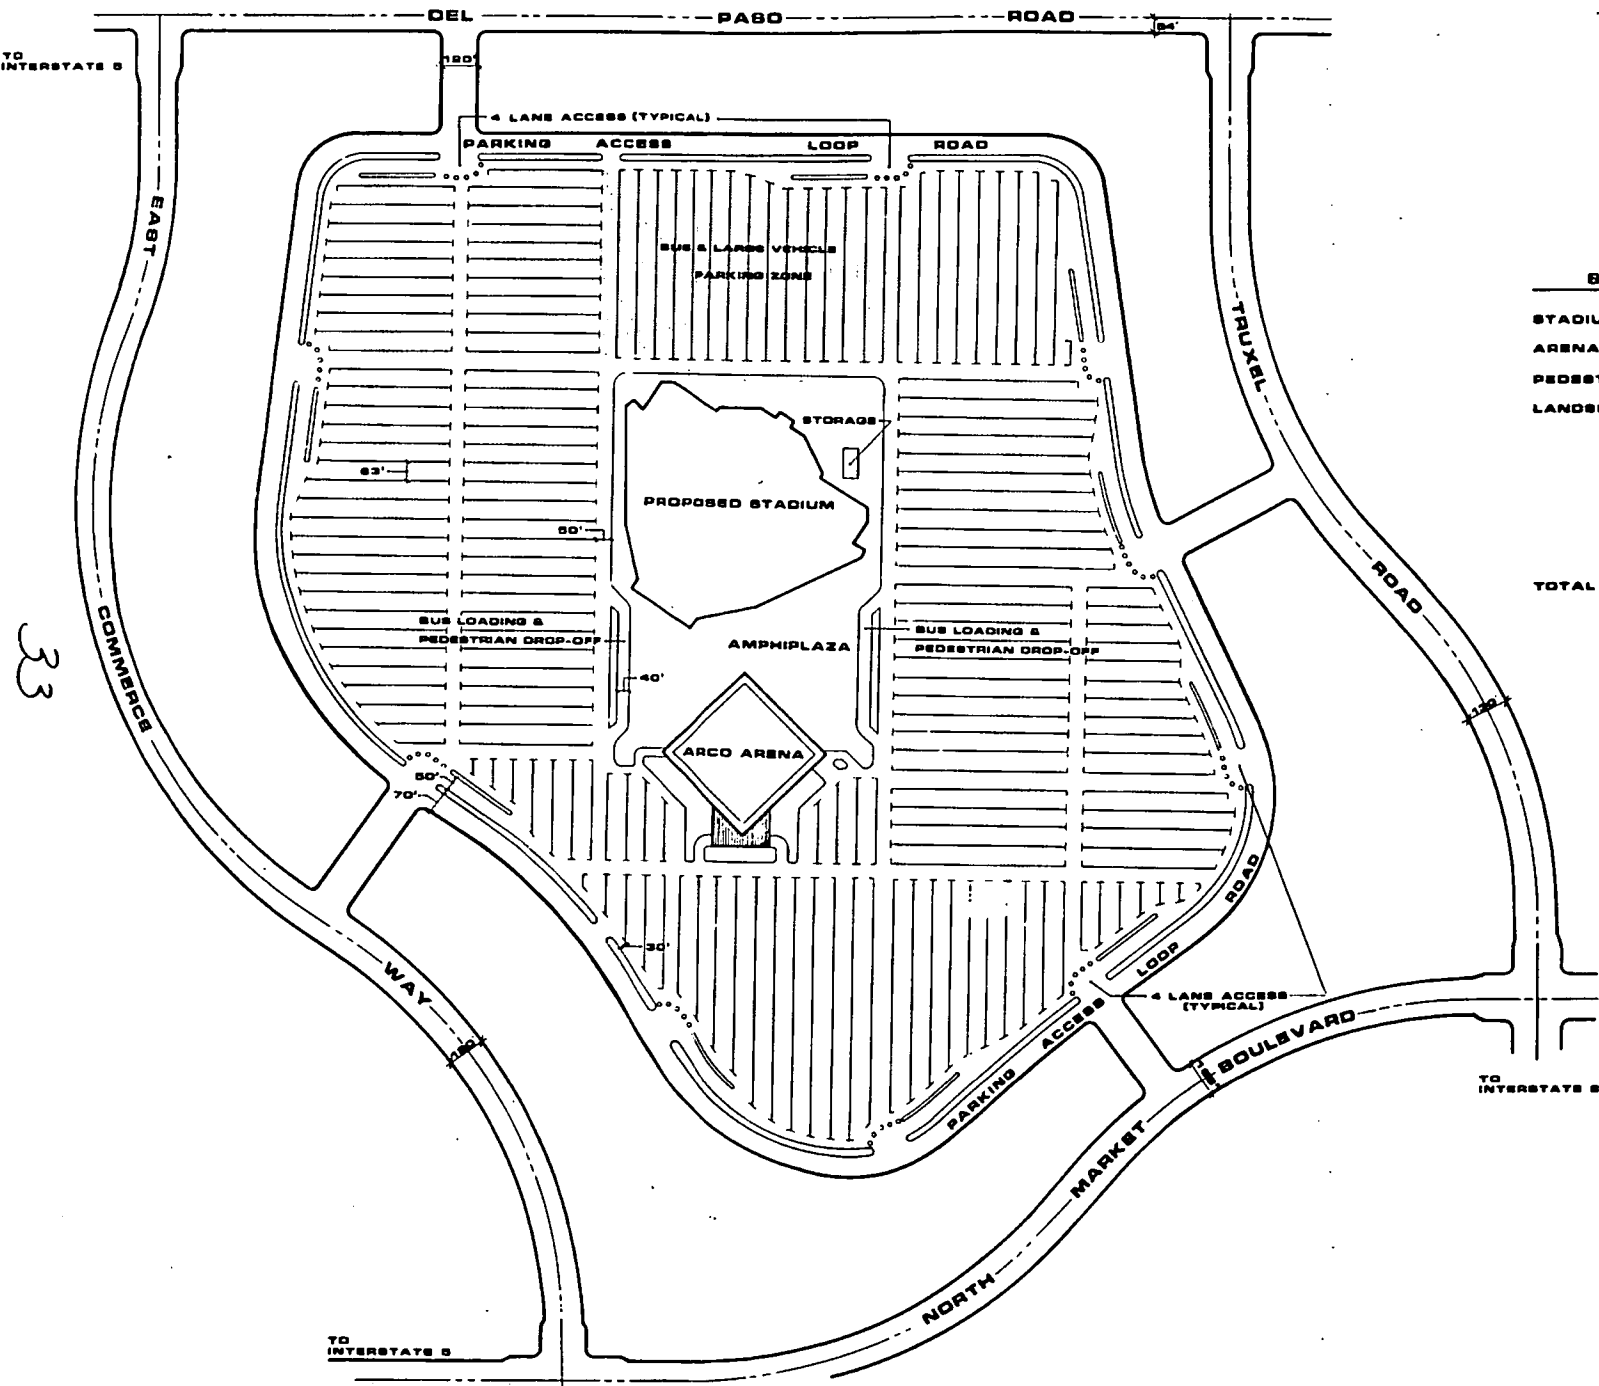 DEL PASO ROAD
84'
TO
INTERSTATE 5
120'
4 LANE ACCESS (TYPICAL)
PARKING ACCESS LOOP ROAD
EAST
BUS & LARGE VEHICLE
PARKING ZONE
TRUXEL
STADIU
ARENA
PEDEST
LANDS
STORAGE
63'
PROPOSED STADIUM
50'
ROAD
TOTAL
COMMERCE
BUS LOADING &
PEDESTRIAN DROP-OFF
AMPHIPLAZA
BUS LOADING &
PEDESTRIAN DROP-OFF
33
40'
120'
ARCO ARENA
50'
70'
ROAD
LOOP
30'
WAY
4 LANE ACCESS
(TYPICAL)
ACCESS
BOULEVARD
PARKING
TO
INTERSTATE
MARKET
NORTH
TO
INTERSTATE 5